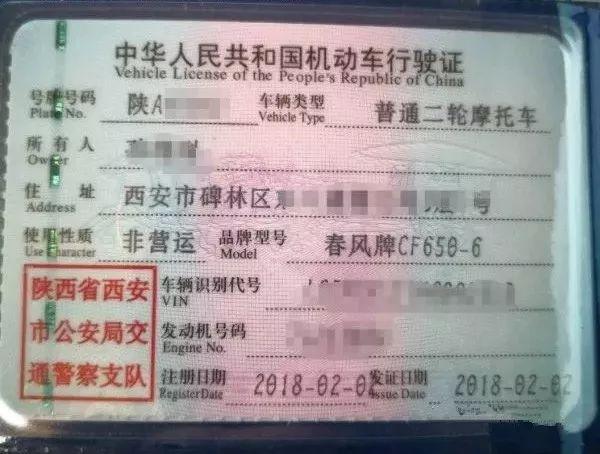 中华人民共和国机动车行驶证
Vehicle License of the People's Republic of China
号牌号码 陕A 车辆类型 普通二轮摩托车
Plate No. Vehicle Type
所有人
Owner
住址 西安市碑林区 号
Address
使用性质 非营运 品牌型号 春风牌CF650-6
Use Character Model
陕西省西安 车辆识别代号
VIN
市公安局交 发动机号码
Engine No.
通警察支队 注册日期 2018-02-02 发证日期 2018-02-02
Register Date Issue Date